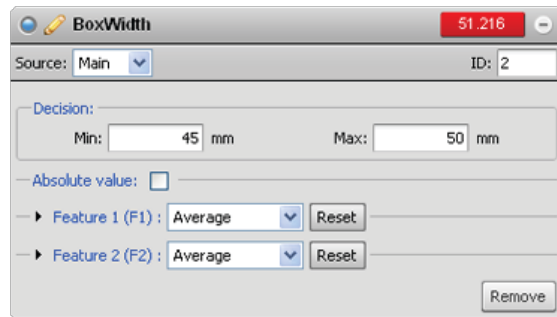 BoxWidth 51.216
Source: Main ID: 2
Decision:
Min: 45 mm Max: 50 mm
Absolute value:
Feature 1 (F1) : Average Reset
Feature 2 (F2) : Average Reset
Remove